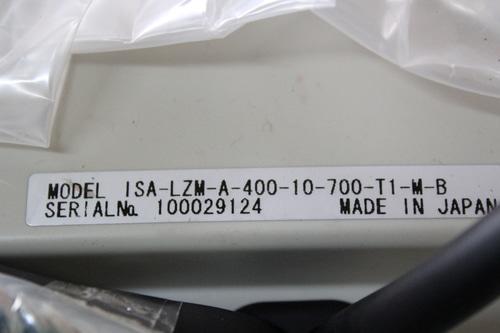 MODEL ISA-LZM-A-400-10-700-T1-M-B
SERIAL№ 100029124 MADE IN JAPAN